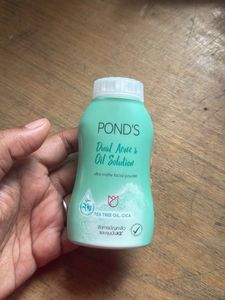 POND'S
Dual Acne &
Oil Solution
ultra matte facial powder
TEA TREE OIL, CICA